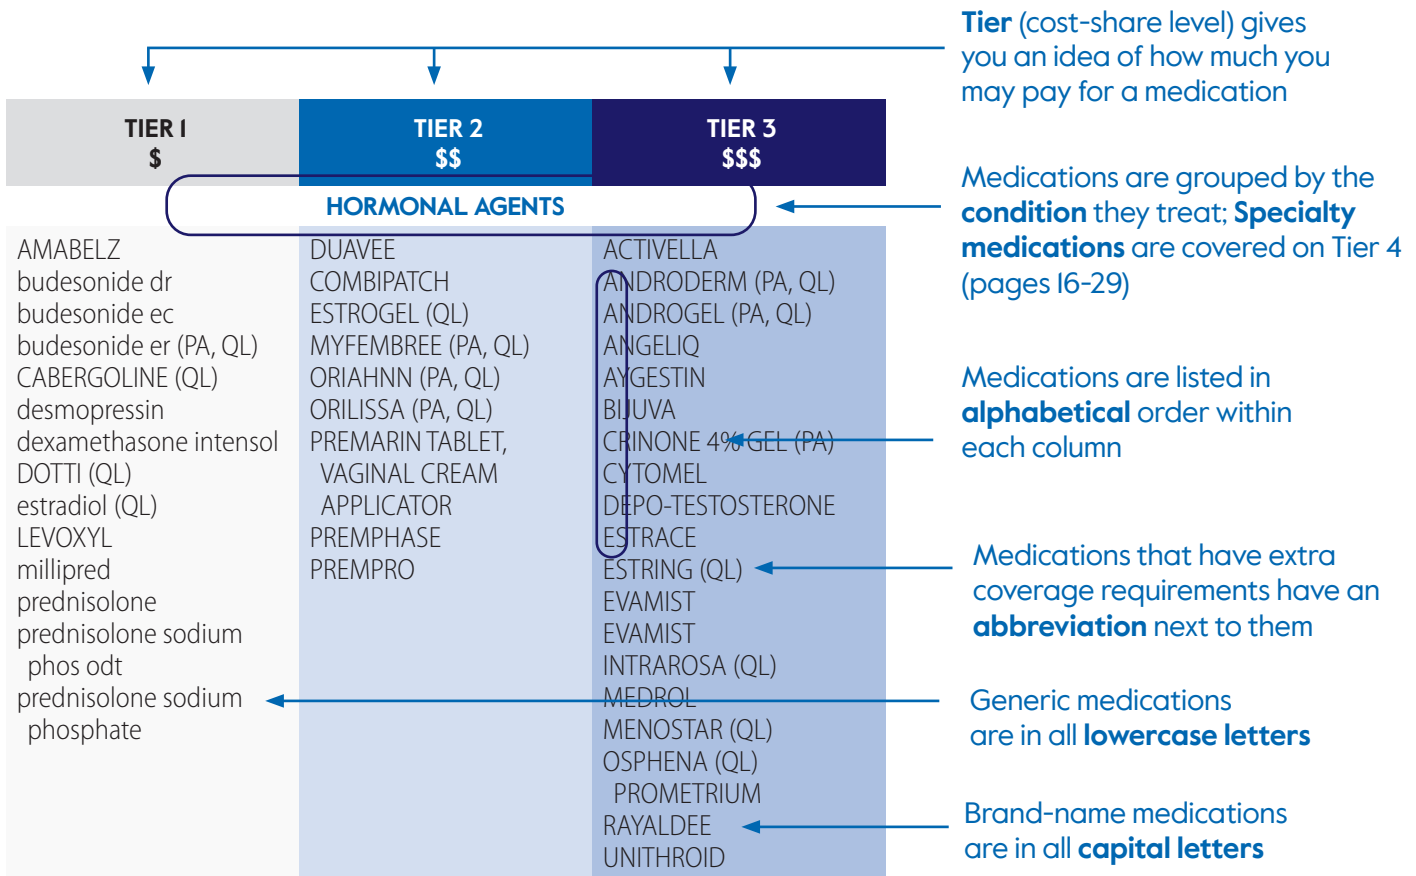 Tier (cost-share level) gives
you an idea of how much you
may pay for a medication
TIER 1
$
TIER 2
$$
TIER 3
$$$
HORMONAL AGENTS
Medications are grouped by the
condition they treat; Specialty
medications are covered on Tier 4
(pages 16-29)
AMABELZ
budesonide dr
budesonide ec
budesonide er (PA, QL)
CABERGOLINE (QL)
desmopressin
dexamethasone intensol
DOTTI (QL)
estradiol (QL)
LEVOXYL
millipred
prednisolone
prednisolone sodium
phos odt
prednisolone sodium
phosphate
DUAVEE
COMBIPATCH
ESTROGEL (QL)
MYFEMBREE (PA, QL)
ORIAHNN (PA, QL)
ORILISSA (PA, QL)
PREMARIN TABLET,
VAGINAL CREAM
APPLICATOR
PREMPHASE
PREMPRO
ACTIVELLA
ANDRODERM (PA, QL)
ANDROGEL (PA, QL)
ANGELIQ
AYGESTIN
BIJUVA
CRINONE 4% GEL (PA)
CYTOMEL
DEPO-TESTOSTERONE
ESTRACE
ESTRING (QL)
EVAMIST
EVAMIST
INTRAROSA (QL)
MEDROL
MENOSTAR (QL)
OSPHENA (QL)
PROMETRIUM
RAYALDEE
UNITHROID
Medications are listed in
alphabetical order within
each column
Medications that have extra
coverage requirements have an
abbreviation next to them
Generic medications
are in all lowercase letters
Brand-name medications
are in all capital letters